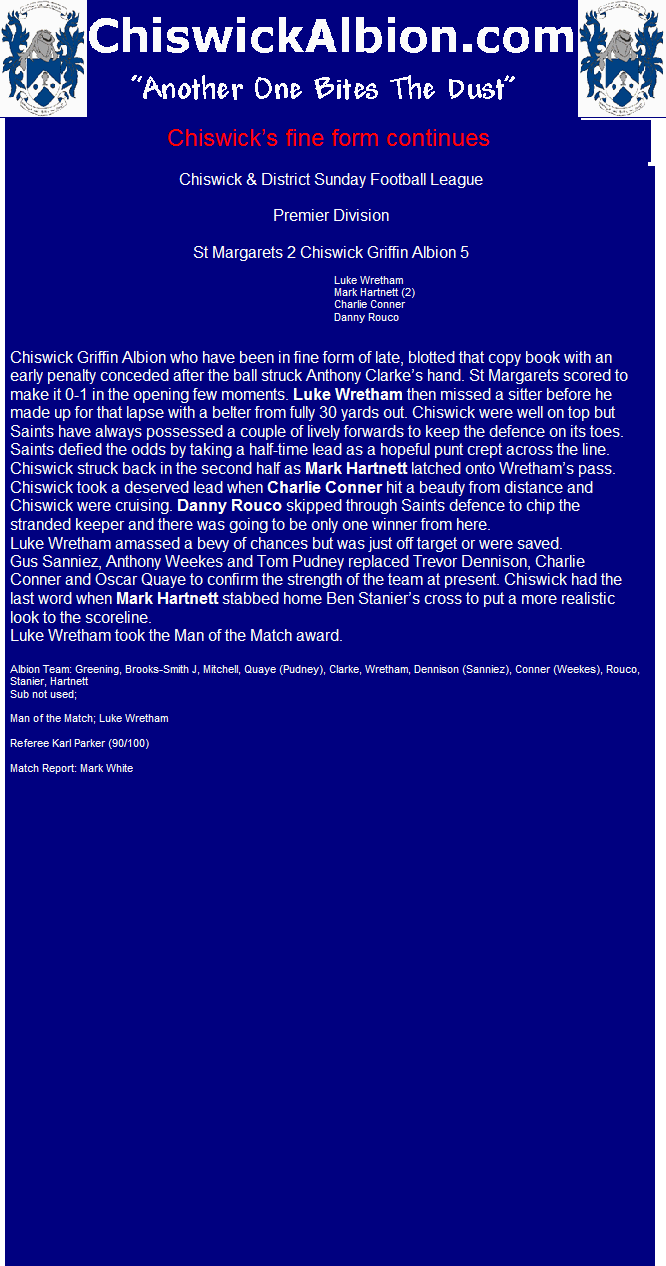 ChiswickAlbion.com
“Another One Bites The Dust”
Chiswick’s fine form continues
Chiswick & District Sunday Football League
Premier Division
St Margarets 2 Chiswick Griffin Albion 5
Luke Wretham
Mark Hartnett (2)
Charlie Conner
Danny Rouco
Chiswick Griffin Albion who have been in fine form of late, blotted that copy book with an
early penalty conceded after the ball struck Anthony Clarke’s hand. St Margarets scored to
make it 0-1 in the opening few moments. Luke Wretham then missed a sitter before he
made up for that lapse with a belter from fully 30 yards out. Chiswick were well on top but
Saints have always possessed a couple of lively forwards to keep the defence on its toes.
Saints defied the odds by taking a half-time lead as a hopeful punt crept across the line.
Chiswick struck back in the second half as Mark Hartnett latched onto Wretham’s pass.
Chiswick took a deserved lead when Charlie Conner hit a beauty from distance and
Chiswick were cruising. Danny Rouco skipped through Saints defence to chip the
stranded keeper and there was going to be only one winner from here.
Luke Wretham amassed a bevy of chances but was just off target or were saved.
Gus Sanniez, Anthony Weekes and Tom Pudney replaced Trevor Dennison, Charlie
Conner and Oscar Quaye to confirm the strength of the team at present. Chiswick had the
last word when Mark Hartnett stabbed home Ben Stanier’s cross to put a more realistic
look to the scoreline.
Luke Wretham took the Man of the Match award.
Albion Team: Greening, Brooks-Smith J, Mitchell, Quaye (Pudney), Clarke, Wretham, Dennison (Sanniez), Conner (Weekes), Rouco,
Stanier, Hartnett
Sub not used;
Man of the Match; Luke Wretham
Referee Karl Parker (90/100)
Match Report: Mark White